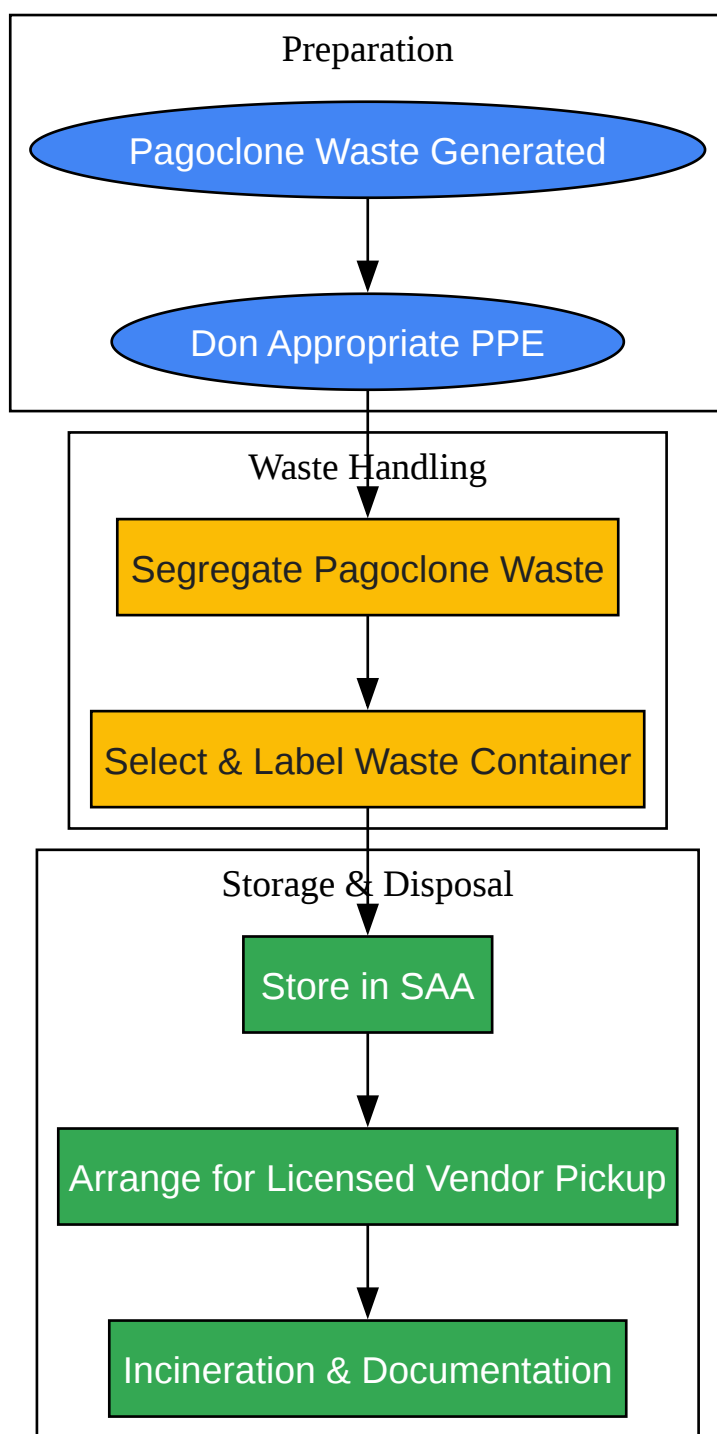 Preparation
Pagoclone Waste Generated
Don Appropriate PPE
Waste Handling
Segregate Pagoclone Waste
Select & Label Waste Container
Storage & Disposal
Store in SAA
Arrange for Licensed Vendor Pickup
Incineration & Documentation